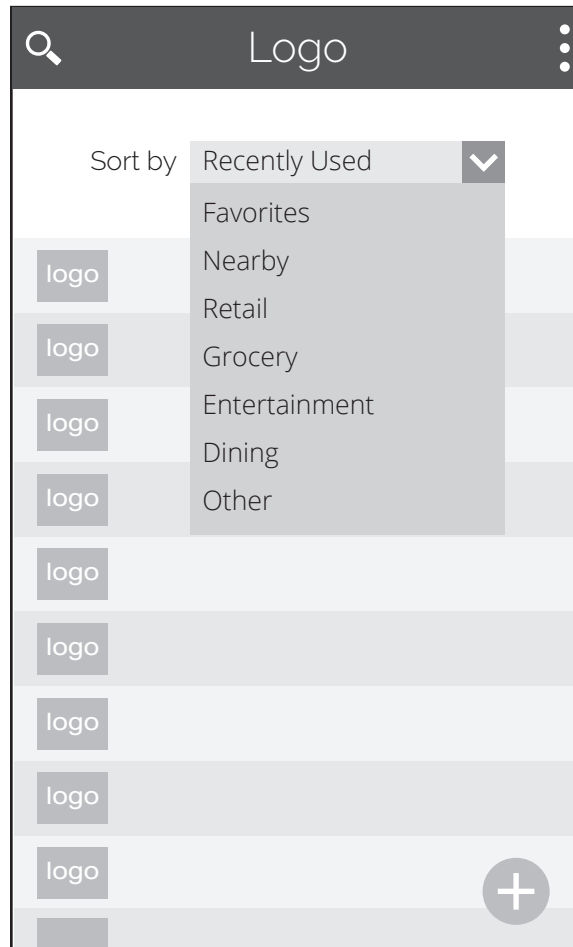 Logo
Sort by Recently Used
Favorites
Nearby
Retail
Grocery
Entertainment
Dining
Other
logo
logo
logo
logo
logo
logo
logo
logo
logo